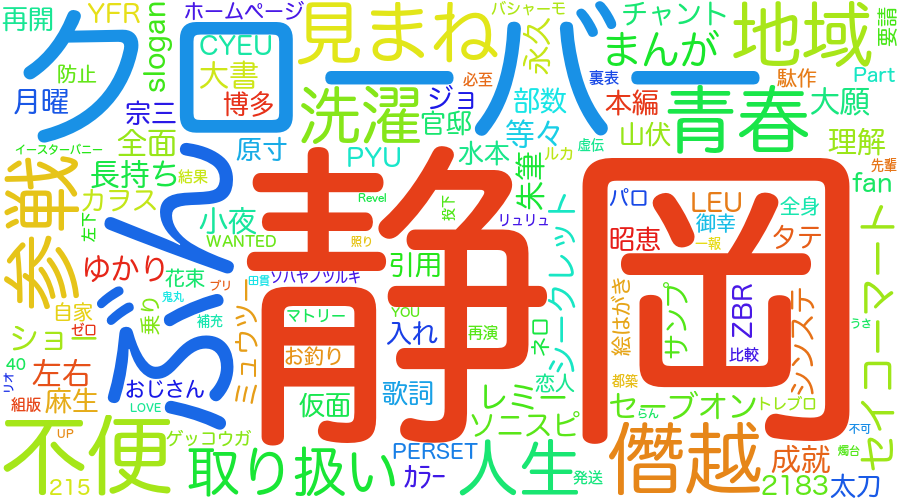 再開
YFR
slogan
ホームページ
見まね
バシャーモ
チャント
地域
要請
クローバー
CYEU
防止
大書
月曜
宗三
博多
ジョ
永久
まんが
裏表
駄作
Part
必至
洗濯
部数
本編
青春
大願
全面
原寸
官邸
等々
山伏
虚伝
理解
イースターバニー
長持ち
結果
PYU
水本
朱筆
ルカ
先輩
fan
参戦
カヲス
左下
ぶん
小夜
Revel
投下
リュリュ
パロ
LEU
御幸
全身
WANTED
静岡
照り
昭恵
一報
タテ
ゆかり
花束
ソハヤノツルキ
引用
シークレット
セイコーマート
田貫
鬼丸
プリ
自家
乗り
ミュウツー
マトリー
YOU
絵はがき
サンプ
ZBR
シンステ
うさ
ショー
ゼロ
補充
入れ
再演
ネロ
比較
40
リオ
左右
おじさん
お釣り
恋人
都築
組版
麻生
LOVE
仮面
歌詞
レミー
セーブオン
トレブロ
らん
UP
ゲッコウガ
ソニスピ
不可
不便
取り扱い
PERSET
カラー
人生
発送
僭越
成就
燭台
215
2183
太刀